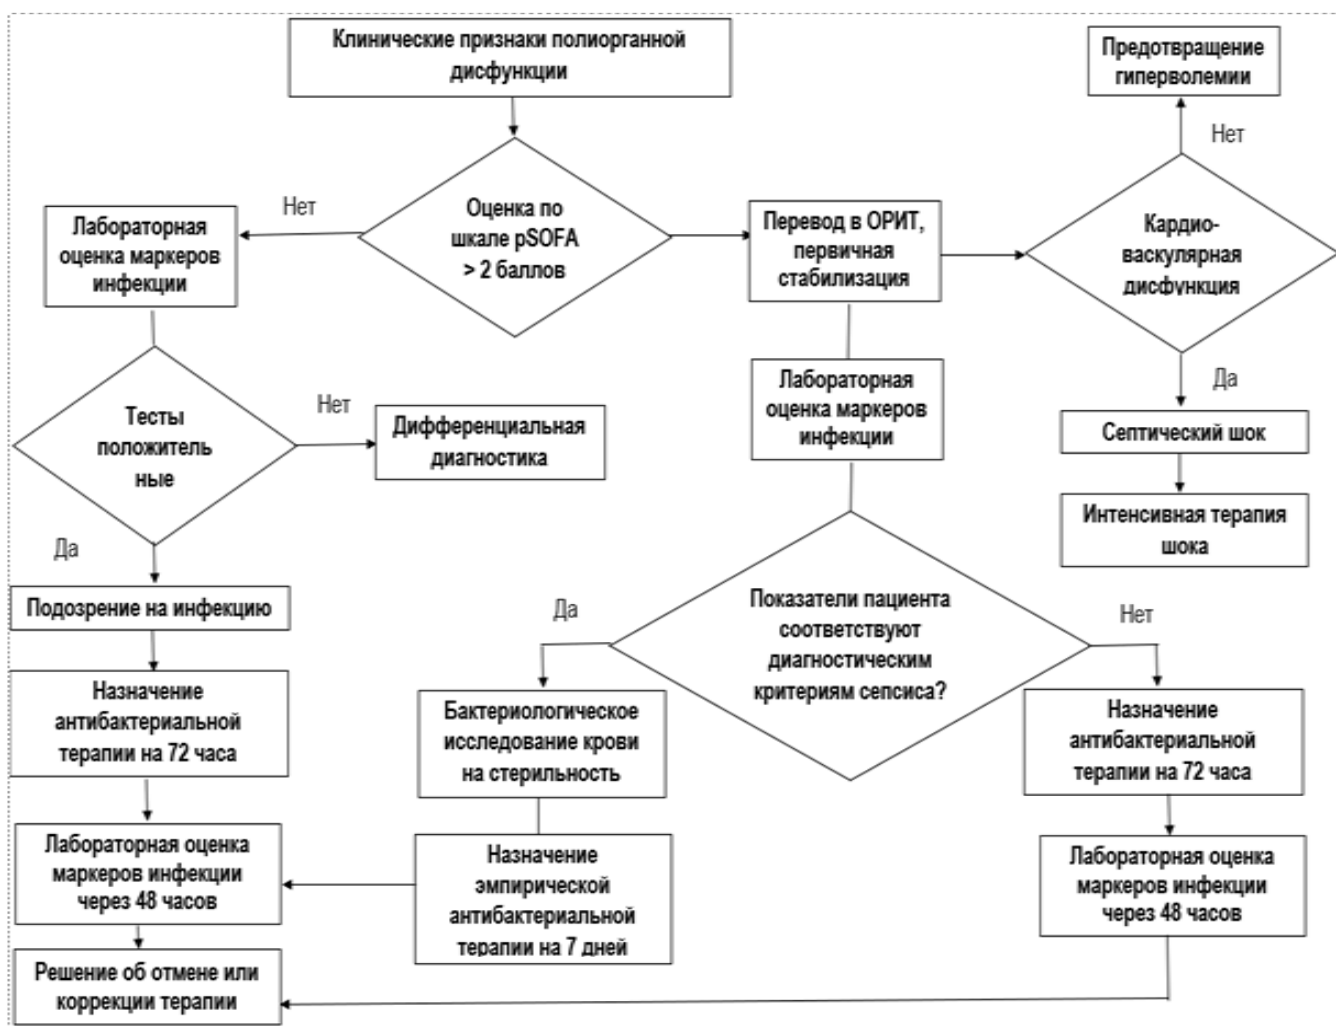 Клинические признаки полиорганной
дисфункции
Предотвращение
гиперволемии
Нет
Нет
Лабораторная
оценка маркеров
инфекции
Оценка по
шкале pSOFA
> 2 баллов
Перевод в ОРИТ,
первичная
стабилизация
Кардио-
васкулярная
дисфункция
Тесты
положитель
ные
Нет
Дифференциальная
диагностика
Лабораторная
оценка маркеров
инфекции
Да
Септический шок
Интенсивная терапия
шока
Да
Подозрение на инфекцию
Показатели пациента
соответствуют
диагностическим
критериям сепсиса?
Да
Нет
Назначение
антибактериальной
терапии на 72 часа
Бактериологическое
исследование крови
на стерильность
Назначение
антибактериальной
терапии на 72 часа
Лабораторная оценка
маркеров инфекции
через 48 часов
Назначение
эмпирической
антибактериальной
терапии на 7 дней
Лабораторная оценка
маркеров инфекции
через 48 часов
Решение об отмене или
коррекции терапии